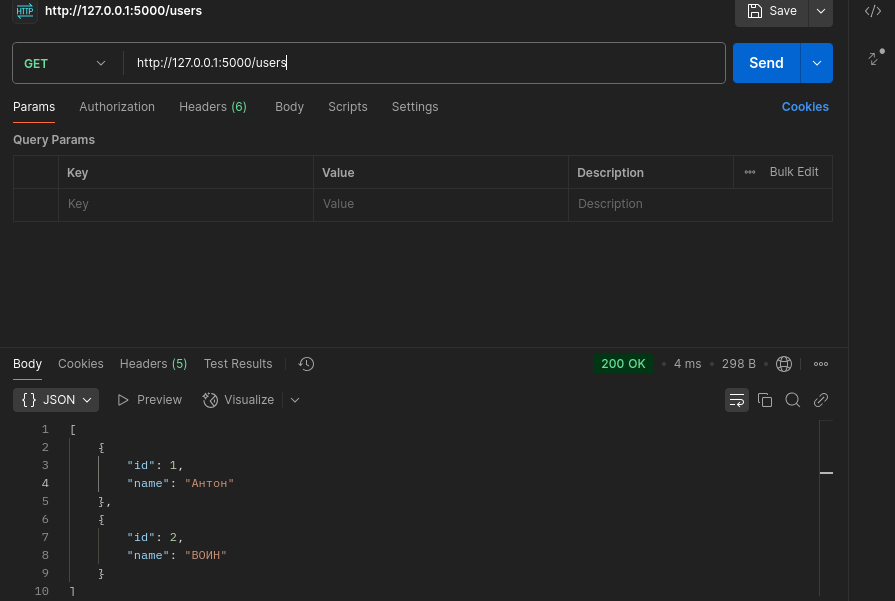 HTTP http://127.0.0.1:5000/users Save </>
GET http://127.0.0.1:5000/users Send
Params Authorization Headers (6) Body Scripts Settings Cookies
Query Params
Key Value Description Bulk Edit
Key Value Description
Body Cookies Headers (5) Test Results 200 OK 4 ms 298 B
{ } JSON Preview Visualize
1 [
2 {
3 "id": 1,
4 "name": "Антон"
5 },
6 {
7 "id": 2,
8 "name": "ВОИН"
9 }
10 ]